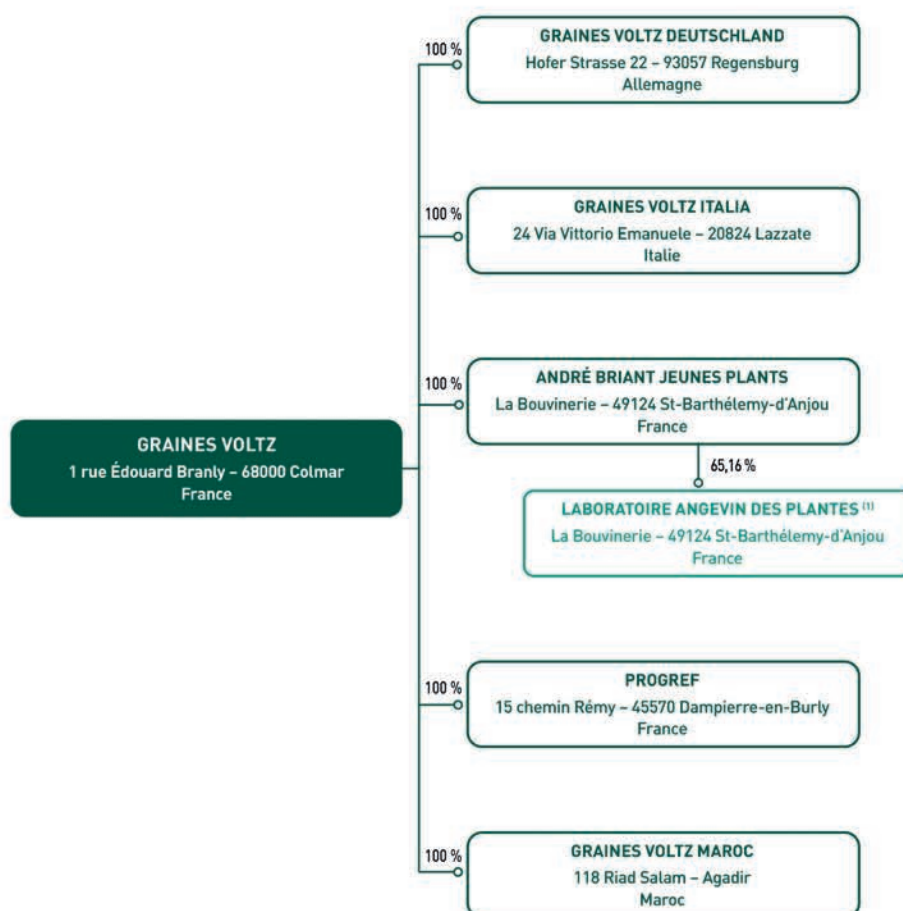 100 %
GRAINES VOLTZ DEUTSCHLAND
Hofer Strasse 22 – 93057 Regensburg
Allemagne
100 %
GRAINES VOLTZ ITALIA
24 Via Vittorio Emanuele – 20824 Lazzate
Italie
100 %
ANDRÉ BRIANT JEUNES PLANTS
La Bouvinerie – 49124 St-Barthélemy-d'Anjou
France
GRAINES VOLTZ
1 rue Édouard Branly – 68000 Colmar
France
65,16 %
LABORATOIRE ANGEVIN DES PLANTES (1)
La Bouvinerie – 49124 St-Barthélemy-d'Anjou
France
100 %
PROGREF
15 chemin Rémy – 45570 Dampierre-en-Burly
France
100 %
GRAINES VOLTZ MAROC
118 Riad Salam – Agadir
Maroc